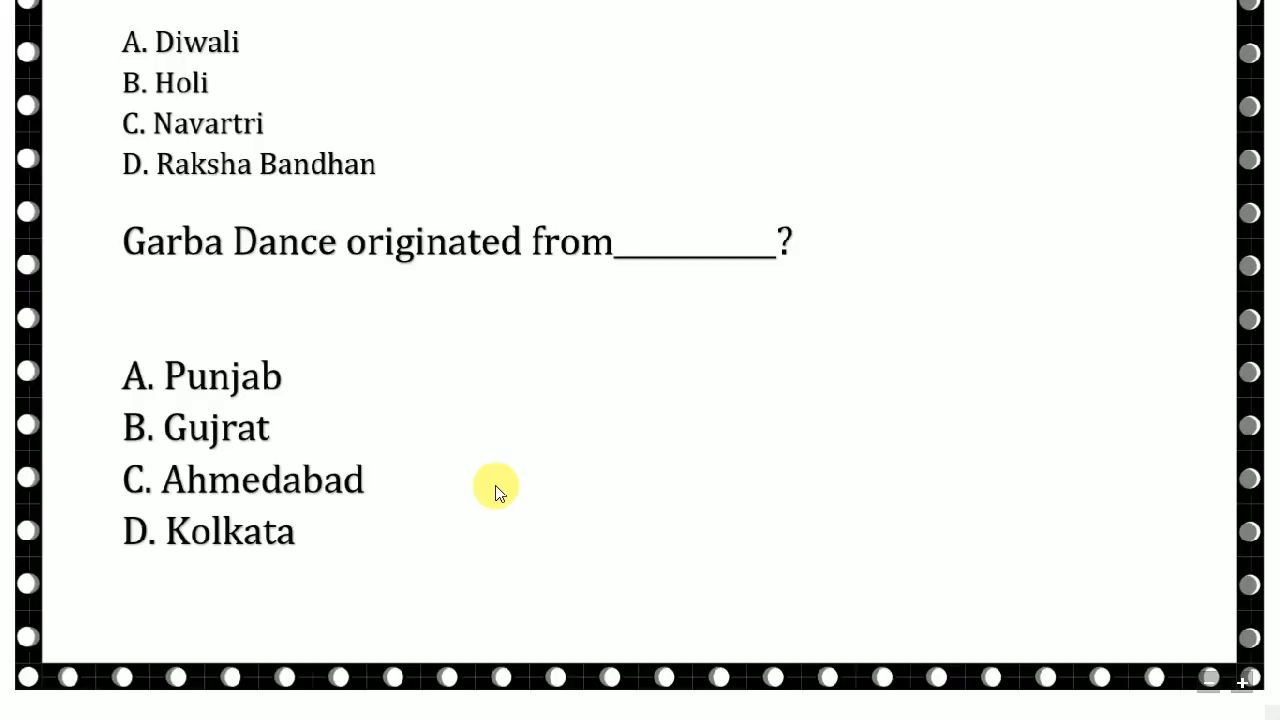 A. Diwali
B. Holi
C. Navartri
D. Raksha Bandhan
Garba Dance originated from__________?
A. Punjab
B. Gujrat
C. Ahmedabad
D. Kolkata